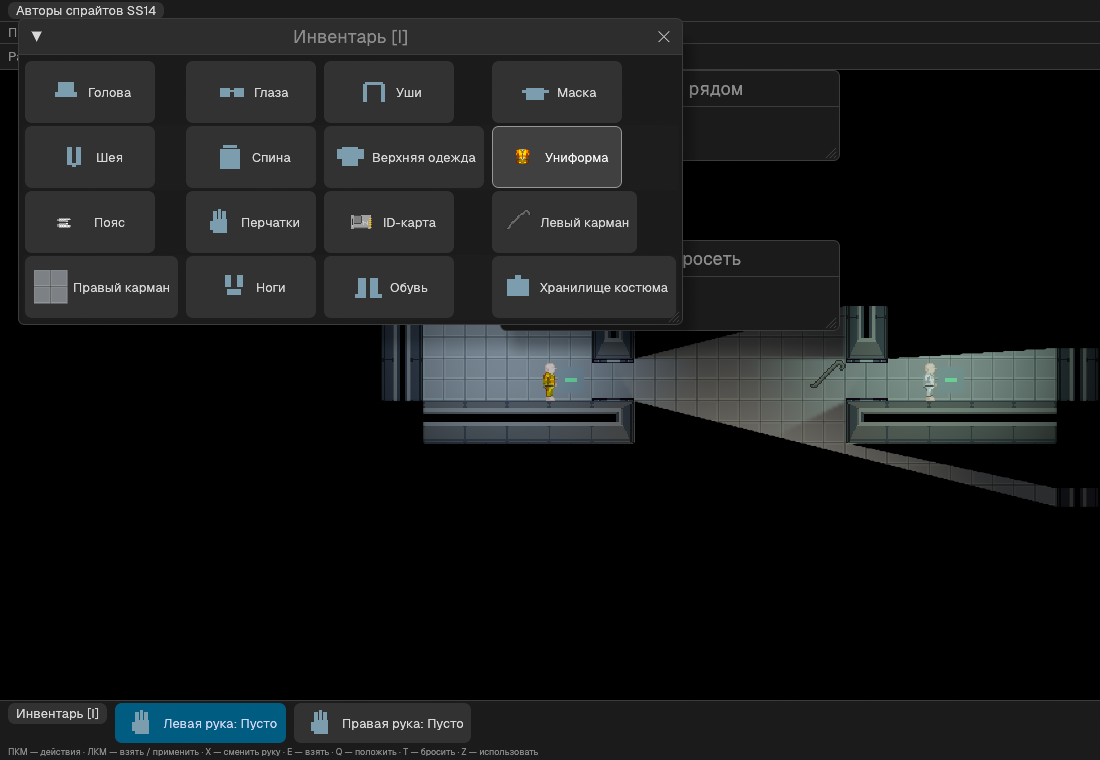 Авторы спрайтов SS14
Инвентарь [I]
Голова
Глаза
Уши
Маска
рядом
Шея
Спина
Верхняя одежда
Униформа
Пояс
Перчатки
ID-карта
Левый карман
росеть
Правый карман
Ноги
Обувь
Хранилище костюма
Инвентарь [I]
Левая рука: Пусто
Правая рука: Пусто
ПКМ — действия · ЛКМ — взять / применить · X — сменить руку · E — взять · Q — положить · T — бросить · Z — использовать